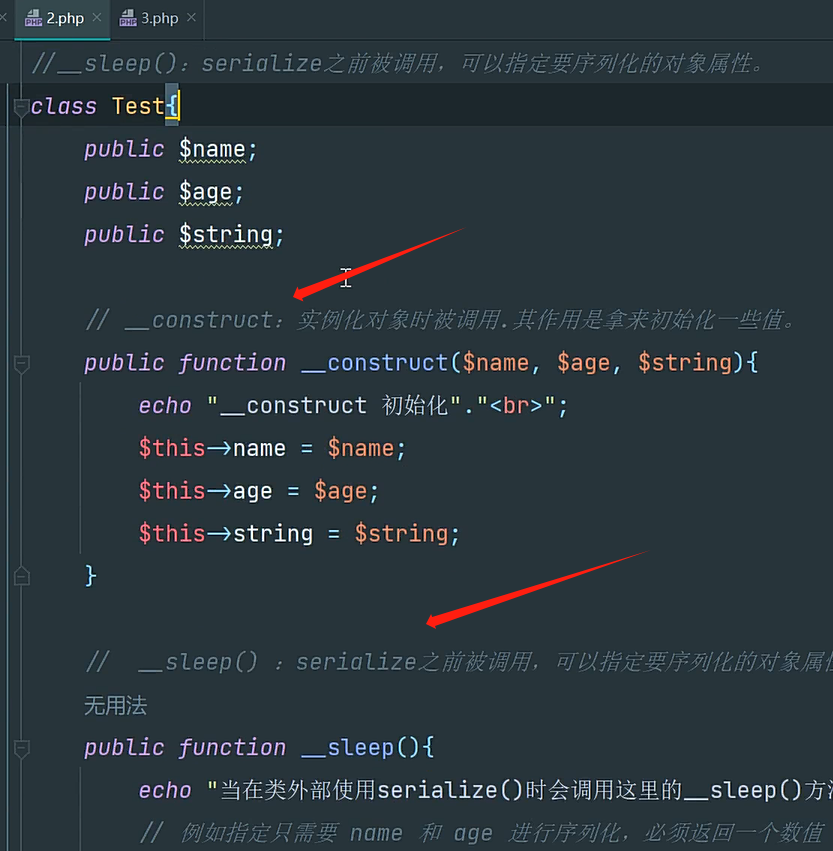 2.php 3.php
//__sleep()：serialize之前被调用，可以指定要序列化的对象属性。
class Test{
public $name;
public $age;
public $string;
// __construct：实例化对象时被调用.其作用是拿来初始化一些值。
public function __construct($name, $age, $string){
echo "__construct 初始化"."<br>";
$this->name = $name;
$this->age = $age;
$this->string = $string;
}
// __sleep() ：serialize之前被调用，可以指定要序列化的对象属
无用法
public function __sleep(){
echo "当在类外部使用serialize()时会调用这里的__sleep()方
// 例如指定只需要 name 和 age 进行序列化，必须返回一个数值